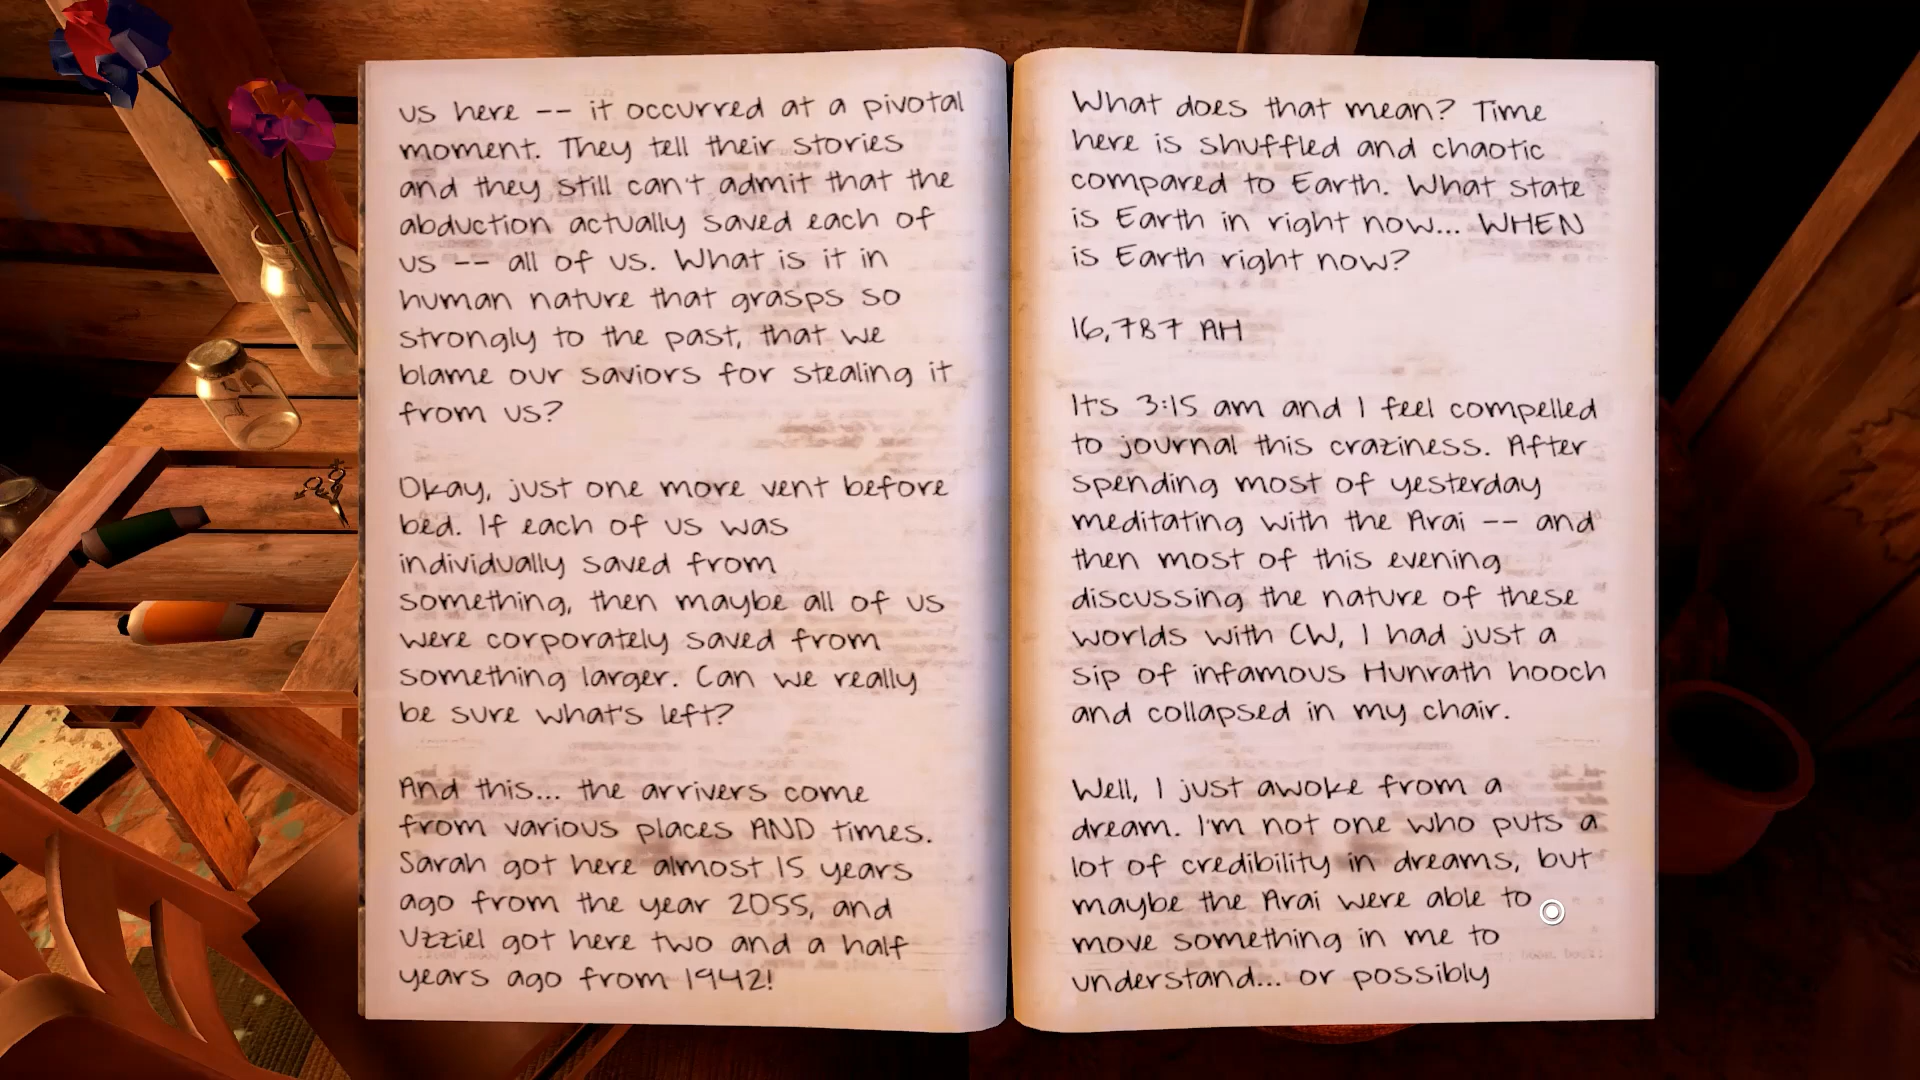 us here -- it occurred at a pivotal
moment. They tell their stories
and they still can't admit that the
abduction actually saved each of
us -- all of us. What is it in
human nature that grasps so
strongly to the past, that we
blame our saviors for stealing it
from us?
Okay, just one more vent before
bed. If each of us was
individually saved from
something, then maybe all of us
were corporately saved from
something larger. Can we really
be sure what's left?
And this... the arrivers come
from various places AND times.
Sarah got here almost 15 years
ago from the year 2055, and
Uzziel got here two and a half
years ago from 1942!
What does that mean? Time
here is shuffled and chaotic
compared to Earth. What state
is Earth in right now... WHEN
is Earth right now?
16,787 AH
It's 3:15 am and I feel compelled
to journal this craziness. After
spending most of yesterday
meditating with the Arai -- and
then most of this evening
discussing the nature of these
worlds with CW, I had just a
sip of infamous Hunrath hooch
and collapsed in my chair.
Well, I just awoke from a
dream. I'm not one who puts a
lot of credibility in dreams, but
maybe the Arai were able to
move something in me to
understand... or possibly